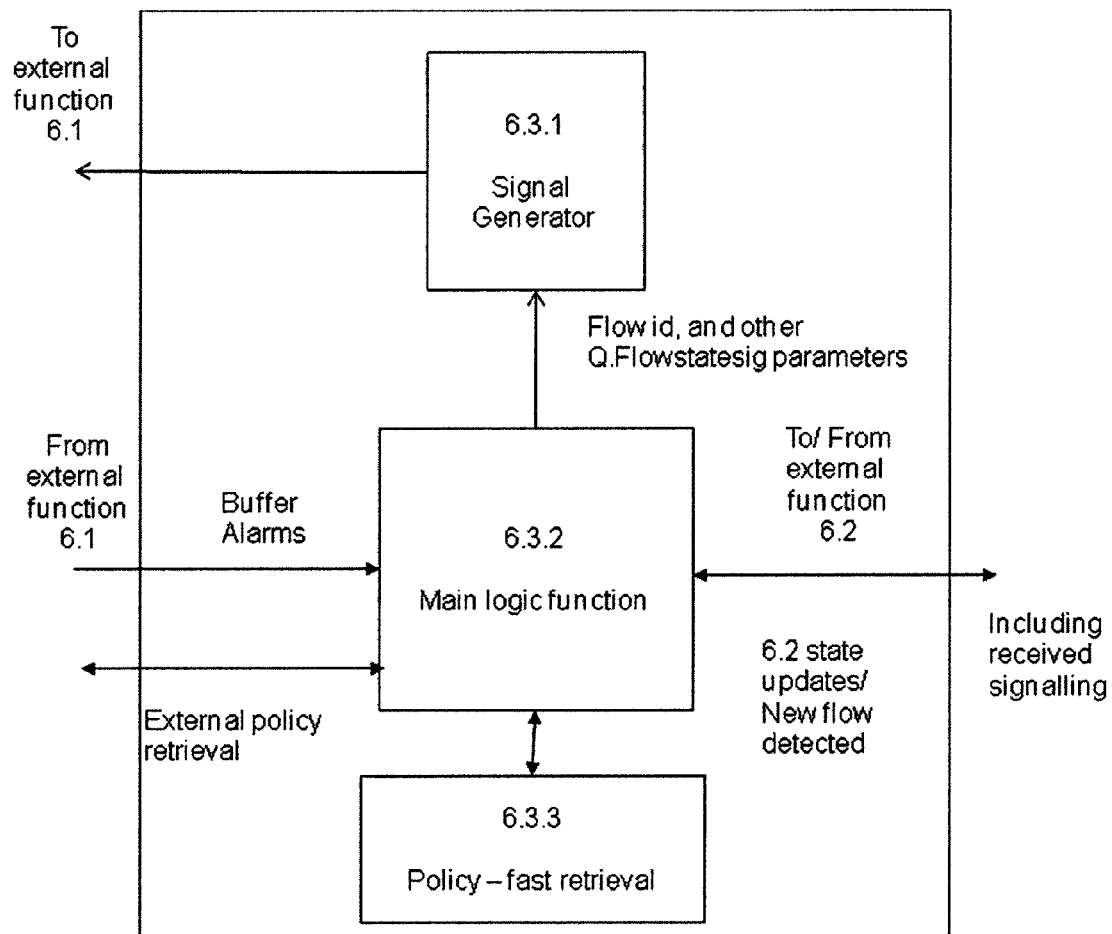 To
external
function
6.1
6.3.1
Signal
Generator
Flow id, and other
Q.Flowstatesig parameters
From
external
function
6.1
Buffer
Alarms
6.3.2
Main logic function
To/ From
external
function
6.2
Including
received
signalling
6.2 state
updates/
New flow
detected
External policy
retrieval
6.3.3
Policy – fast retrieval